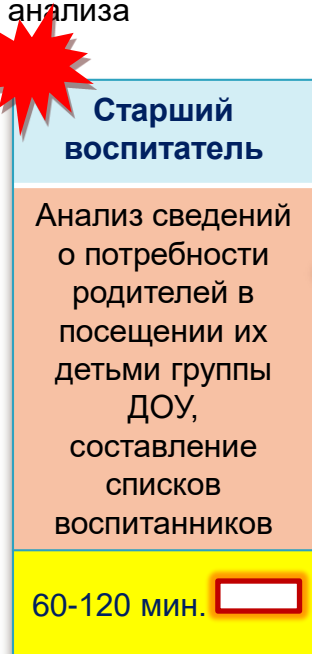 анализа
Старший
воспитатель
Анализ сведений
о потребности
родителей в
посещении их
детьми группы
ДОУ,
составление
списков
воспитанников
60-120 мин.